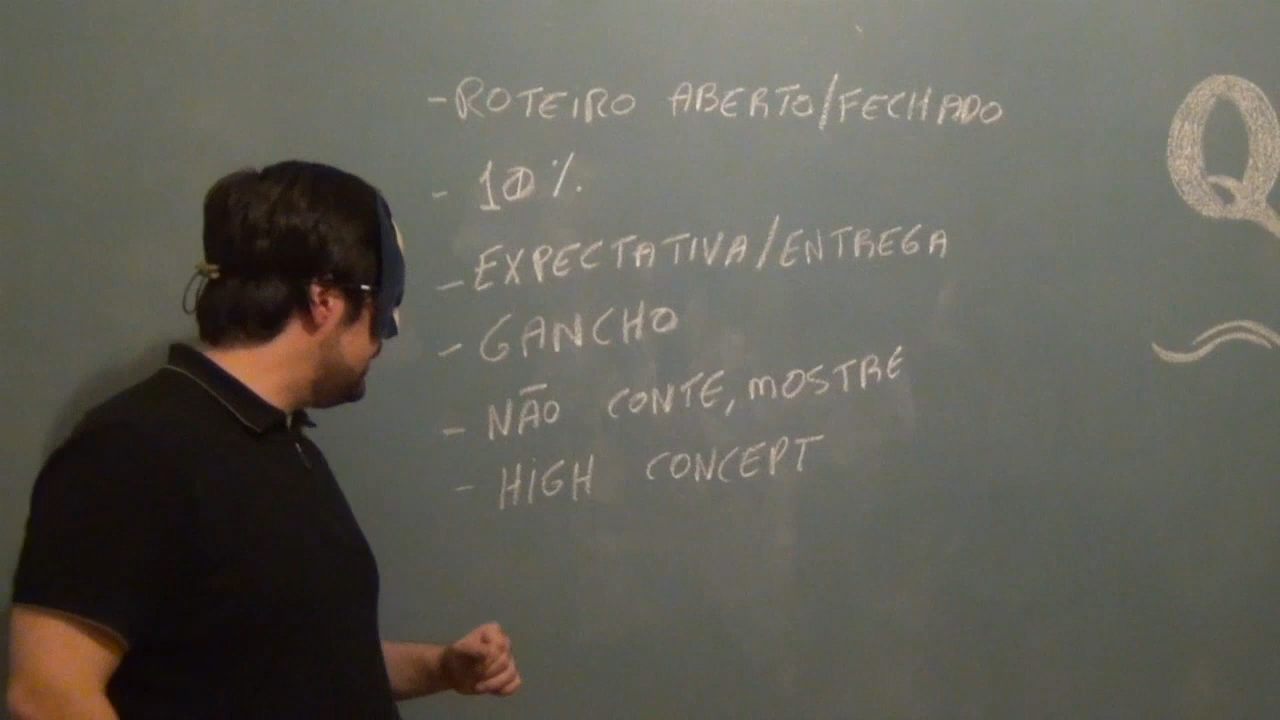 -ROTEIRO ABERTO/FECHADO
- 10%.
- EXPECTATIVA/ENTREGA
- GANCHO
- NÃO CONTE, MOSTRE
- HIGH CONCEPT
Q